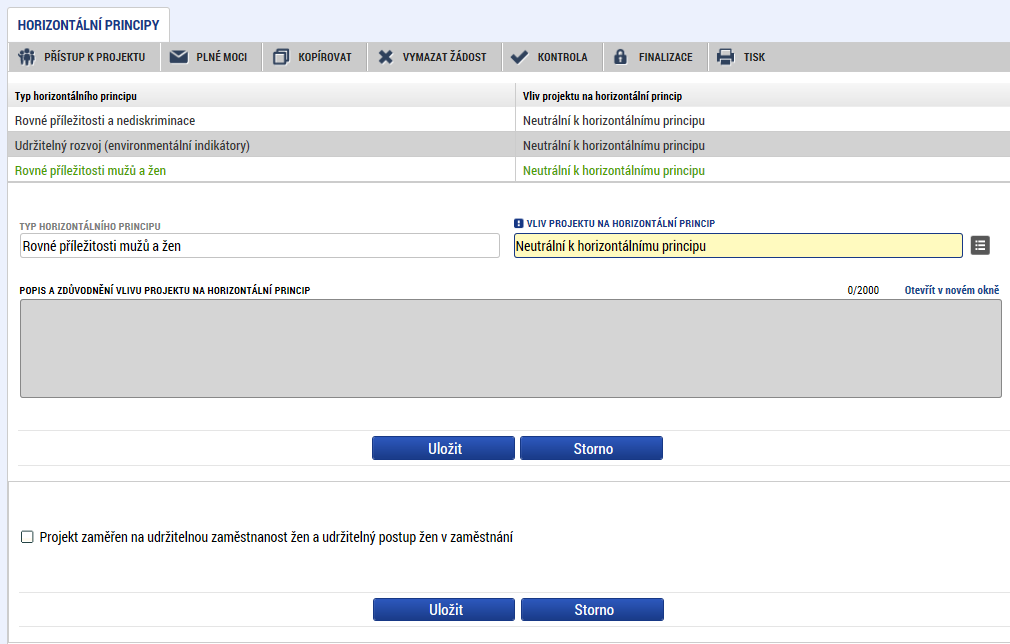 HORIZONTÁLNÍ PRINCIPY
PŘÍSTUP K PROJEKTU PLNÉ MOCI KOPÍROVAT VYMAZAT ŽÁDOST KONTROLA FINALIZACE TISK
Typ horizontálního principu Vliv projektu na horizontální princip
Rovné příležitosti a nediskriminace Neutrální k horizontálnímu principu
Udržitelný rozvoj (environmentální indikátory) Neutrální k horizontálnímu principu
Rovné příležitosti mužů a žen Neutrální k horizontálnímu principu
TYP HORIZONTÁLNÍHO PRINCIPU VLIV PROJEKTU NA HORIZONTÁLNÍ PRINCIP
Rovné příležitosti mužů a žen Neutrální k horizontálnímu principu
POPIS A ZDŮVODNĚNÍ VLIVU PROJEKTU NA HORIZONTÁLNÍ PRINCIP 0/2000 Otevřít v novém okně
Uložit Storno
Projekt zaměřen na udržitelnou zaměstnanost žen a udržitelný postup žen v zaměstnání
Uložit Storno